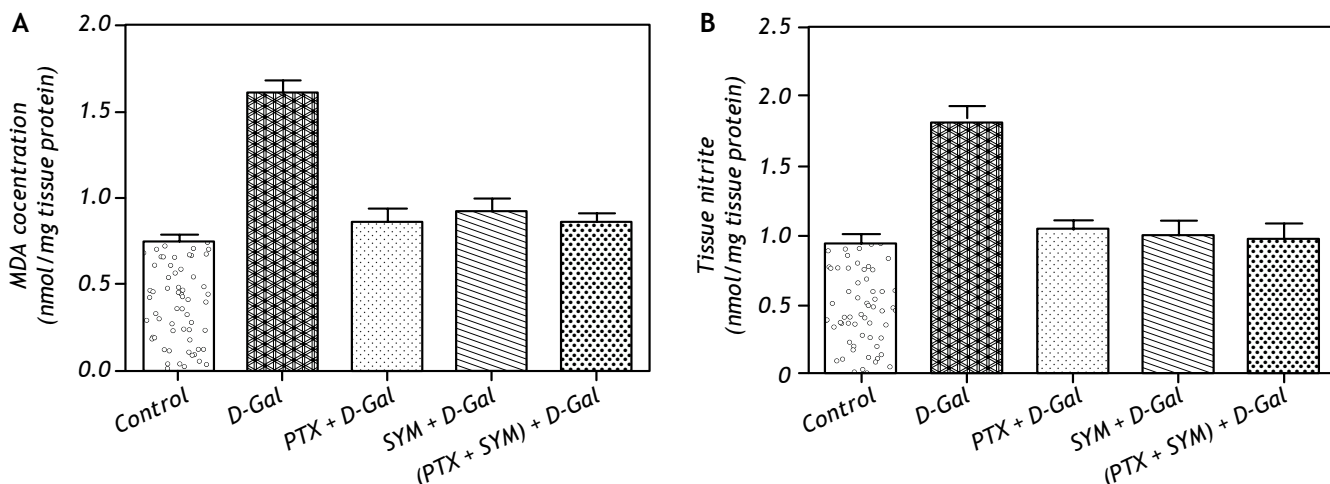 A
MDA cocentration
(nmol/mg tissue protein)
2.0
1.5
1.0
0.5
0.0
Control
D-Gal
PTX + D-Gal
SYM + D-Gal
(PTX + SYM) + D-Gal
B
Tissue nitrite
(nmol/mg tissue protein)
2.5
2.0
1.5
1.0
0.5
0
Control
D-Gal
PTX + D-Gal
SYM + D-Gal
(PTX + SYM) + D-Gal